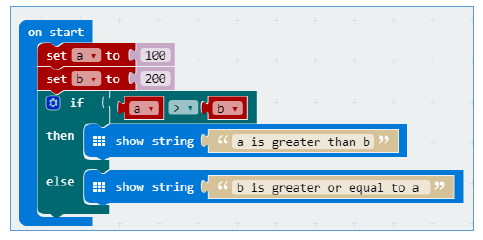 on start
set a to 100
set b to 200
if a > b
then show string “ a is greater than b ”
else show string “ b is greater or equal to a ”